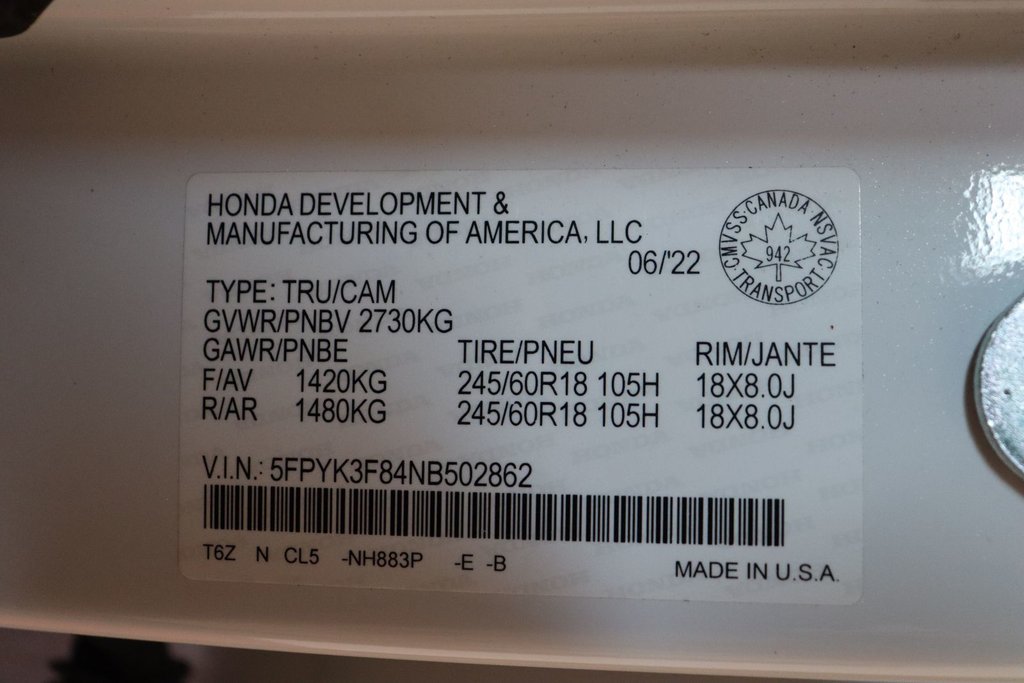 HONDA DEVELOPMENT &
MANUFACTURING OF AMERICA, LLC
06/'22
CMVSS·CANADA NSVAC·TRANSPORT·
942
TYPE: TRU/CAM
GVWR/PNBV 2730KG
GAWR/PNBE TIRE/PNEU RIM/JANTE
F/AV 1420KG 245/60R18 105H 18X8.0J
R/AR 1480KG 245/60R18 105H 18X8.0J
V.I.N.: 5FPYK3F84NB502862
T6Z N CL5 -NH883P -E -B
MADE IN U.S.A.